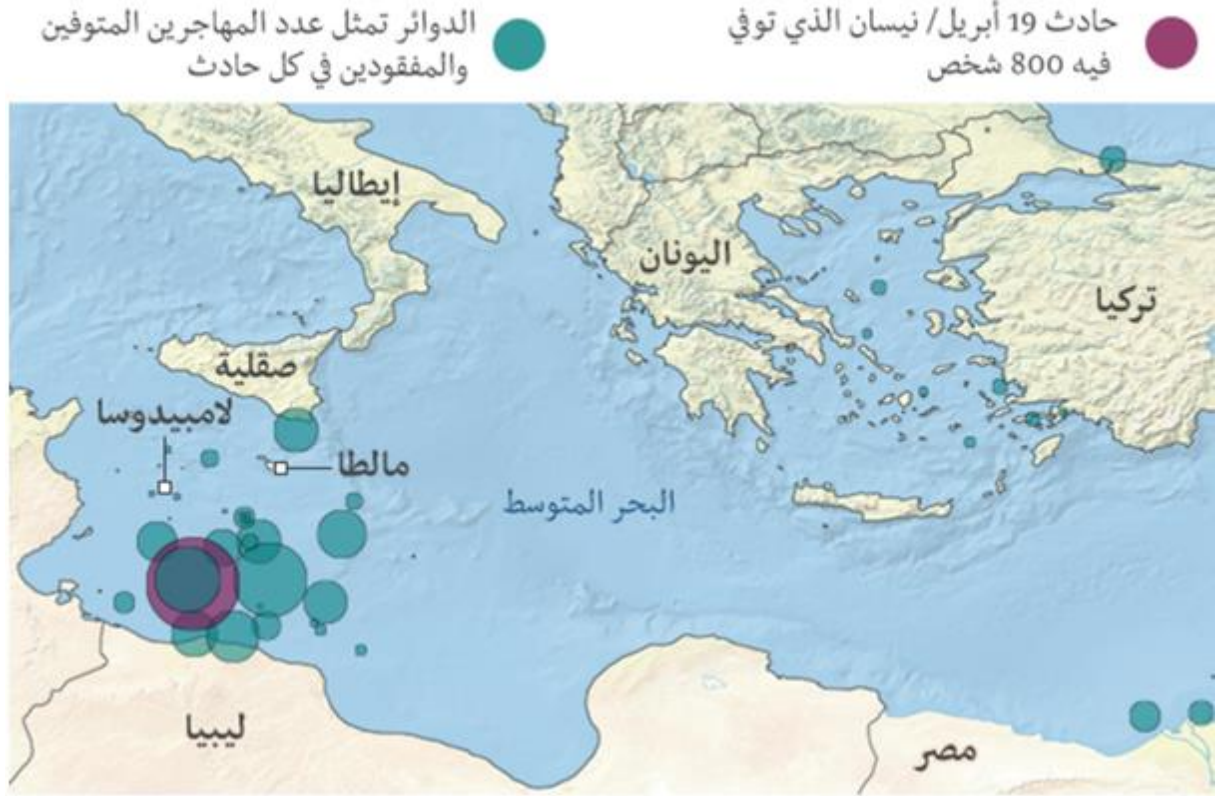 حادث 19 أبريل/ نيسان الذي توفي
فيه 800 شخص
الدوائر تمثل عدد المهاجرين المتوفين
والمفقودين في كل حادث
إيطاليا
اليونان
تركيا
صقلية
لامبيدوسا
مالطا
البحر المتوسط
ليبيا
مصر